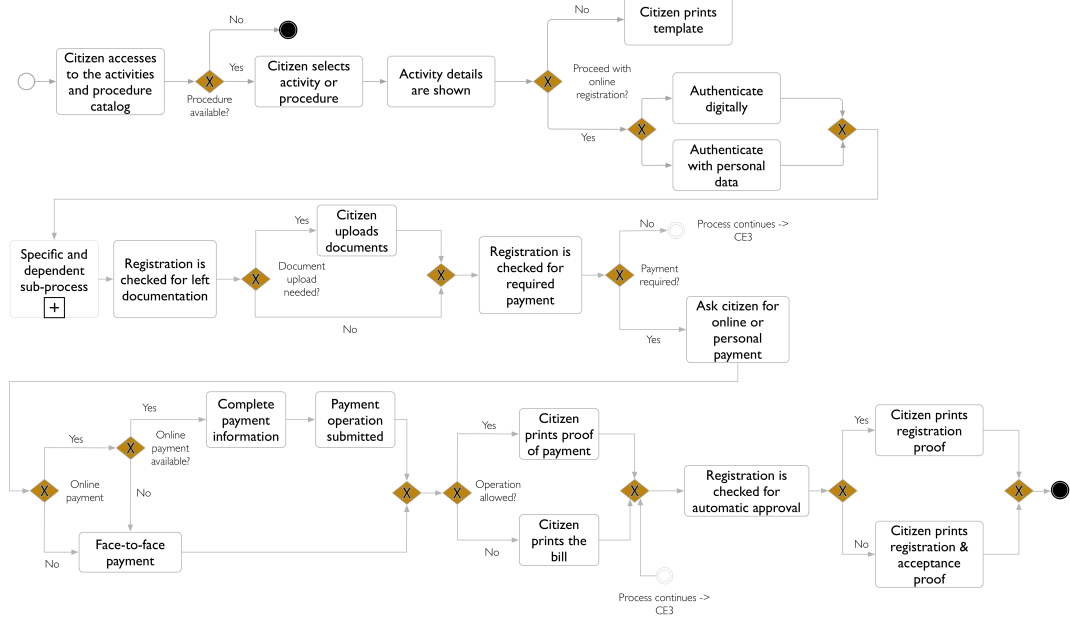 No
Citizen prints
template
Citizen accesses
to the activities
and procedure
catalog
X
Procedure
available?
No
Yes
Citizen selects
activity or
procedure
Activity details
are shown
X
Proceed with
online
registration?
Yes
X
Authenticate
digitally
Authenticate
with personal
data
X
Specific and
dependent
sub-process
+
Registration is
checked for left
documentation
X
Document
upload
needed?
Yes
Citizen
uploads
documents
No
X
Registration is
checked for
required
payment
X
Payment
required?
No
Process continues ->
CE3
Yes
Ask citizen for
online or
personal
payment
X
Online
payment
Yes
X
Online
payment
available?
Yes
Complete
payment
information
Payment
operation
submitted
No
No
Face-to-face
payment
X
X
Operation
allowed?
Yes
Citizen
prints proof
of payment
No
Citizen
prints the
bill
X
Process continues ->
CE3
Registration is
checked for
automatic approval
X
Yes
Citizen prints
registration
proof
No
Citizen prints
registration &
acceptance
proof
X